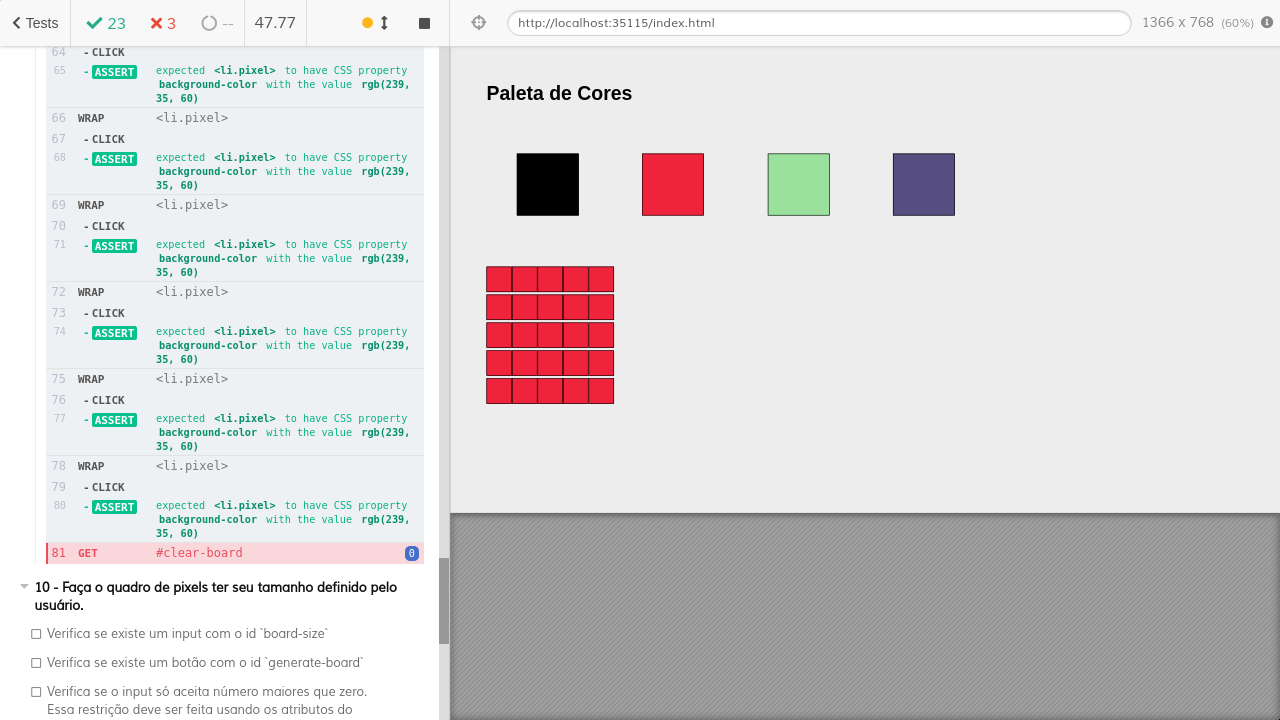 Tests
23
3
--
47.77
http://localhost:35115/index.html
1366 x 768 (60%)
64 -CLICK
65 -ASSERT expected <li.pixel> to have CSS property
background-color with the value rgb(239,
35, 60)
66 WRAP <li.pixel>
67 -CLICK
68 -ASSERT expected <li.pixel> to have CSS property
background-color with the value rgb(239,
35, 60)
69 WRAP <li.pixel>
70 -CLICK
71 -ASSERT expected <li.pixel> to have CSS property
background-color with the value rgb(239,
35, 60)
72 WRAP <li.pixel>
73 -CLICK
74 -ASSERT expected <li.pixel> to have CSS property
background-color with the value rgb(239,
35, 60)
75 WRAP <li.pixel>
76 -CLICK
77 -ASSERT expected <li.pixel> to have CSS property
background-color with the value rgb(239,
35, 60)
78 WRAP <li.pixel>
79 -CLICK
80 -ASSERT expected <li.pixel> to have CSS property
background-color with the value rgb(239,
35, 60)
81 GET #clear-board 0
10 - Faça o quadro de pixels ter seu tamanho definido pelo
usuário.
Verifica se existe um input com o id `board-size`
Verifica se existe um botão com o id `generate-board`
Verifica se o input só aceita número maiores que zero.
Essa restrição deve ser feita usando os atributos do
Paleta de Cores